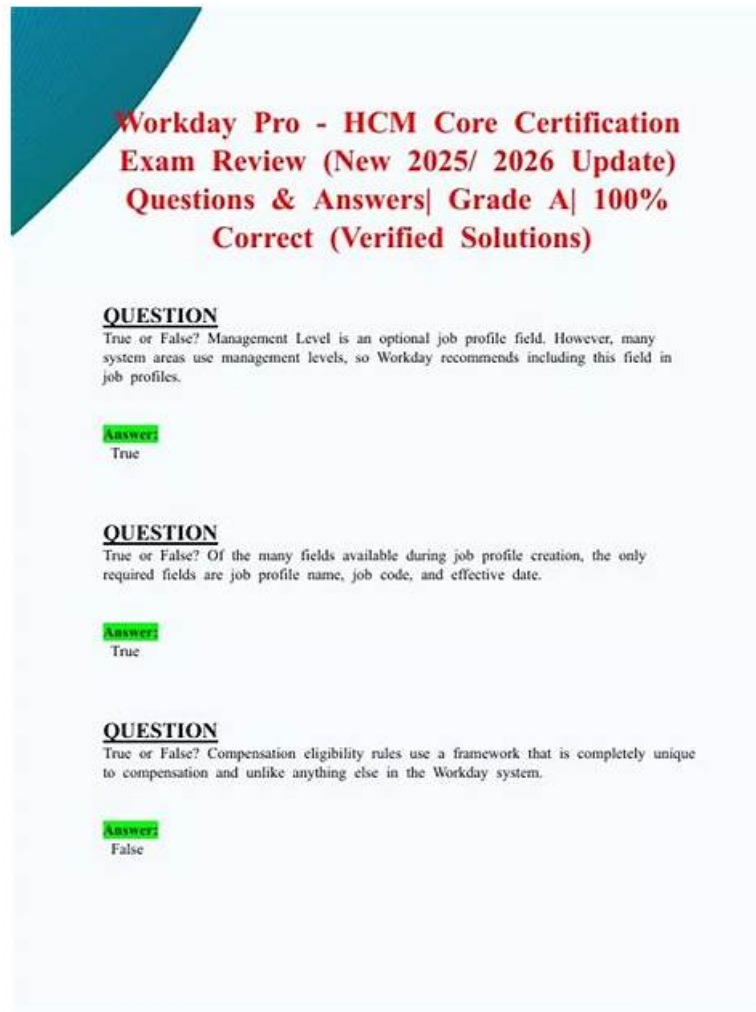 Workday Pro - HCM Core Certification
Exam Review (New 2025/ 2026 Update)
Questions & Answers| Grade A| 100%
Correct (Verified Solutions)
QUESTION
True or False? Management Level is an optional job profile field. However, many
system areas use management levels, so Workday recommends including this field in
job profiles.
Answer:
True
QUESTION
True or False? Of the many fields available during job profile creation, the only
required fields are job profile name, job code, and effective date.
Answer:
True
QUESTION
True or False? Compensation eligibility rules use a framework that is completely unique
to compensation and unlike anything else in the Workday system.
Answer:
False